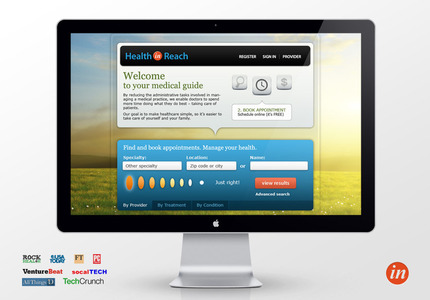 Health in Reach
REGISTER SIGN IN PROVIDER
Welcome
to your medical guide
By reducing the administrative tasks involved in man-
aging a medical practice, we enable doctors to spend
more time doing what they do best – taking care of
patients.
Our goal is to make healthcare simple, so it's easier to
take care of yourself and your family.
$
2. BOOK APPOINTMENT
Schedule online (it's FREE)
Find and book appointments. Manage your health.
Specialty: Location: Name:
Other specialty Zip code or city or
Just right! view results
Advanced search
By Provider By Treatment By Condition
ROCK HEALTH USA TODAY FT
VentureBeat socalTECH
All Things D TechCrunch
in